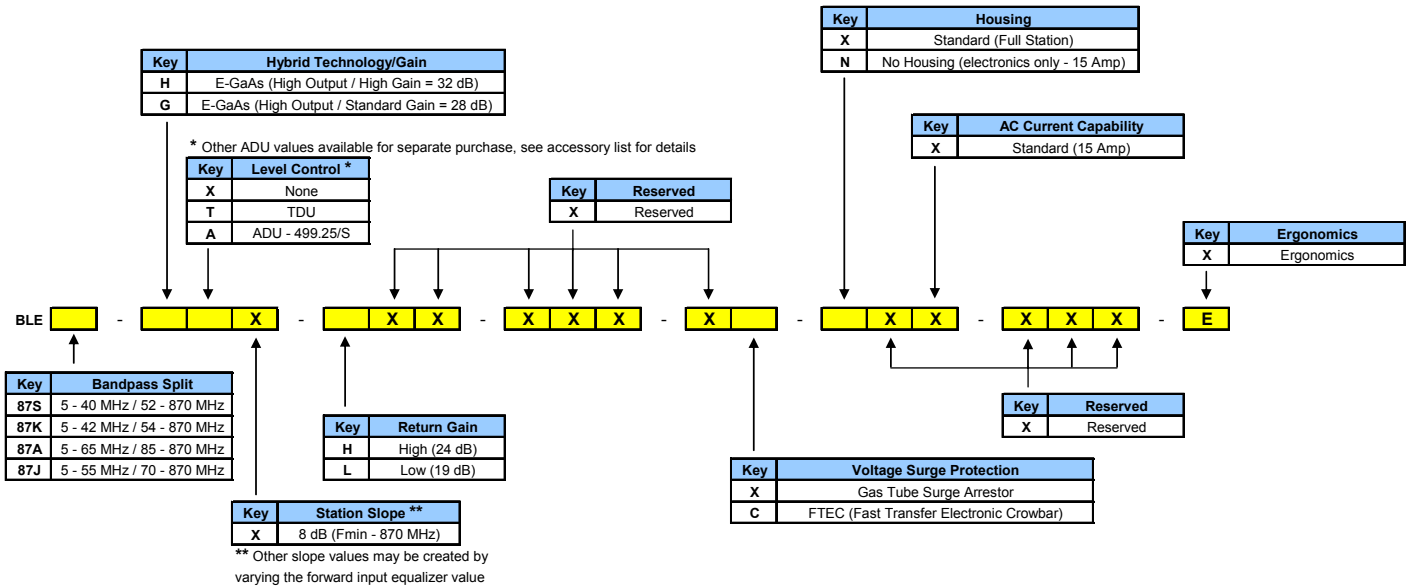 Key Housing
X Standard (Full Station)
N No Housing (electronics only - 15 Amp)
Key Hybrid Technology/Gain
H E-GaAs (High Output / High Gain = 32 dB)
G E-GaAs (High Output / Standard Gain = 28 dB)
Key AC Current Capability
X Standard (15 Amp)
* Other ADU values available for separate purchase, see accessory list for details
Key Level Control *
X None
T TDU
A ADU - 499.25/S
Key Reserved
X Reserved
Key Ergonomics
X Ergonomics
BLE - X - X X - X X X - X - X X - X X X - E
Key Bandpass Split
87S 5 - 40 MHz / 52 - 870 MHz
87K 5 - 42 MHz / 54 - 870 MHz
87A 5 - 65 MHz / 85 - 870 MHz
87J 5 - 55 MHz / 70 - 870 MHz
Key Return Gain
H High (24 dB)
L Low (19 dB)
Key Reserved
X Reserved
Key Voltage Surge Protection
X Gas Tube Surge Arrestor
C FTEC (Fast Transfer Electronic Crowbar)
Key Station Slope **
X 8 dB (Fmin - 870 MHz)
** Other slope values may be created by
varying the forward input equalizer value